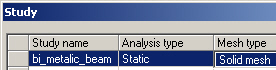 Study
Study name Analysis type Mesh type
bi_metalic_beam Static Solid mesh